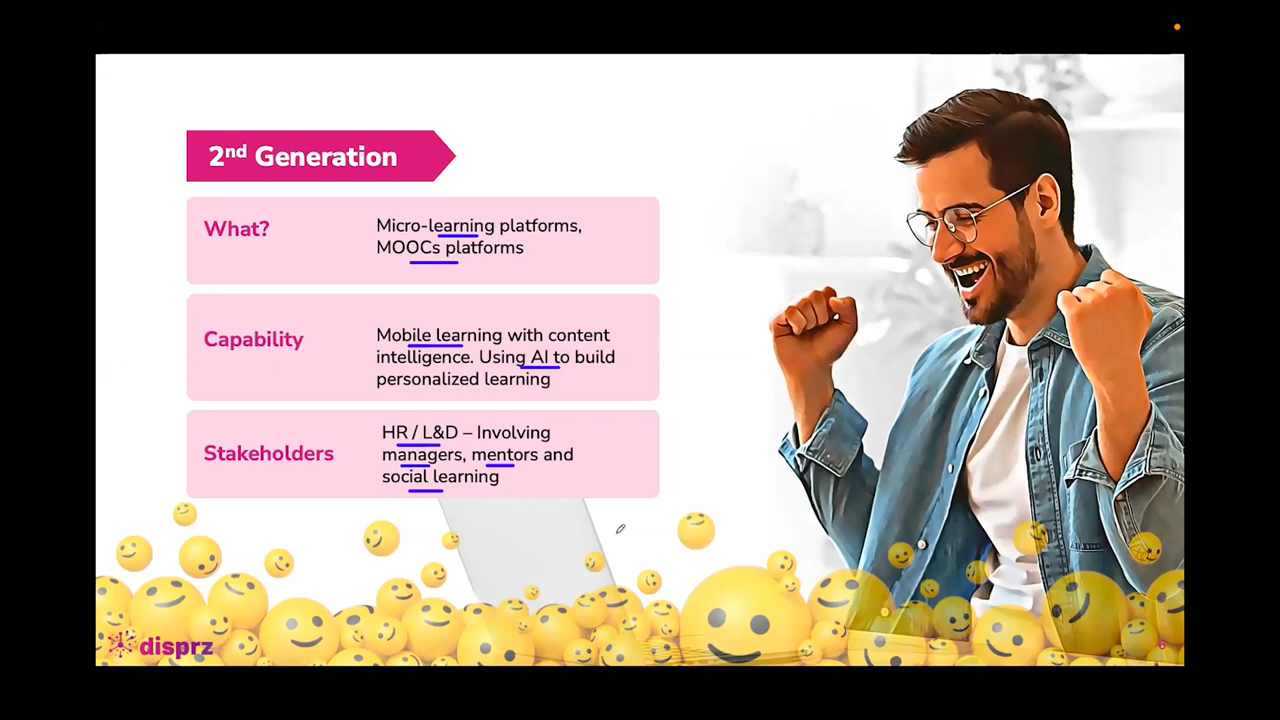 2nd Generation
What?
Micro-learning platforms,
MOOCs platforms
Capability
Mobile learning with content
intelligence. Using AI to build
personalized learning
Stakeholders
HR / L&D – Involving
managers, mentors and
social learning
disprz